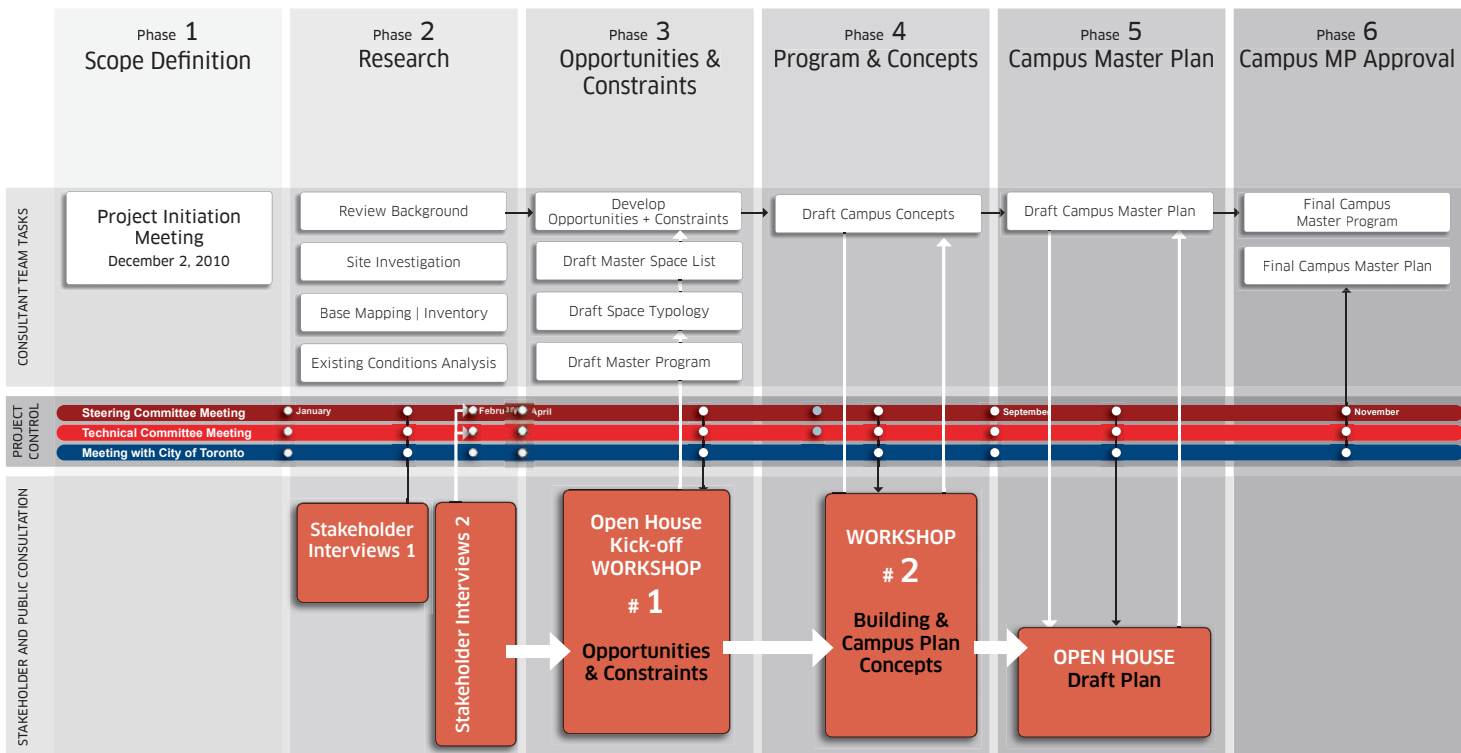 Phase 1
Scope Definition
Phase 2
Research
Phase 3
Opportunities &
Constraints
Phase 4
Program & Concepts
Phase 5
Campus Master Plan
Phase 6
Campus MP Approval
CONSULTANT TEAM TASKS
Project Initiation
Meeting
December 2, 2010
Review Background
Site Investigation
Base Mapping | Inventory
Existing Conditions Analysis
Develop
Opportunities + Constraints
Draft Master Space List
Draft Space Typology
Draft Master Program
Draft Campus Concepts
Draft Campus Master Plan
Final Campus
Master Program
Final Campus Master Plan
PROJECT
CONTROL
Steering Committee Meeting
January
April
September
November
Technical Committee Meeting
Meeting with City of Toronto
STAKEHOLDER AND PUBLIC CONSULTATION
Stakeholder
Interviews 1
Stakeholder Interviews 2
Open House
Kick-off
WORKSHOP
# 1
Opportunities
& Constraints
WORKSHOP
# 2
Building &
Campus Plan
Concepts
OPEN HOUSE
Draft Plan